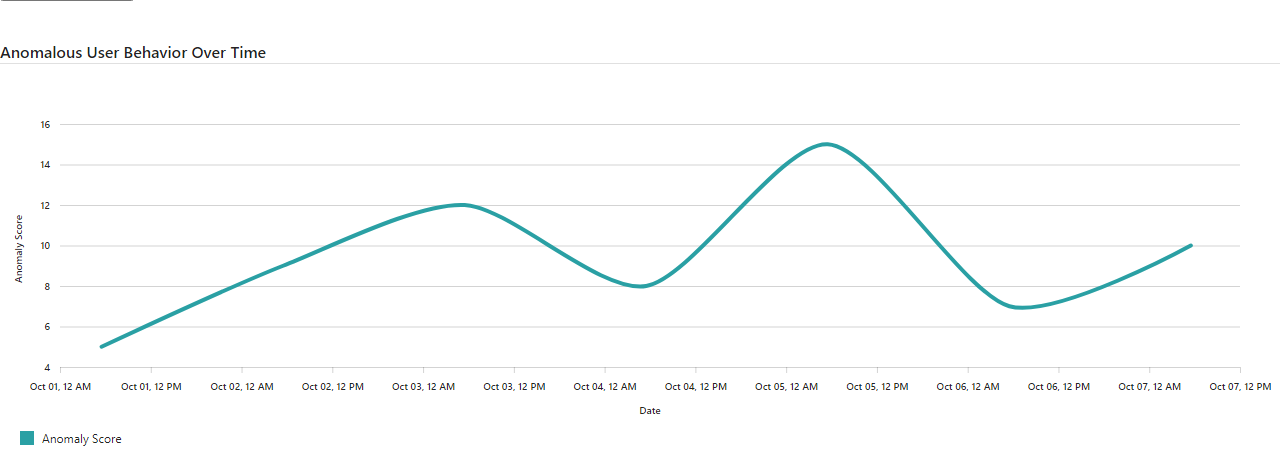 Anomalous User Behavior Over Time
16
14
12
10
8
6
4
Anomaly Score
Oct 01, 12 AM Oct 01, 12 PM Oct 02, 12 AM Oct 02, 12 PM Oct 03, 12 AM Oct 03, 12 PM Oct 04, 12 AM Oct 04, 12 PM Oct 05, 12 AM Oct 05, 12 PM Oct 06, 12 AM Oct 06, 12 PM Oct 07, 12 AM Oct 07, 12 PM
Date
Anomaly Score